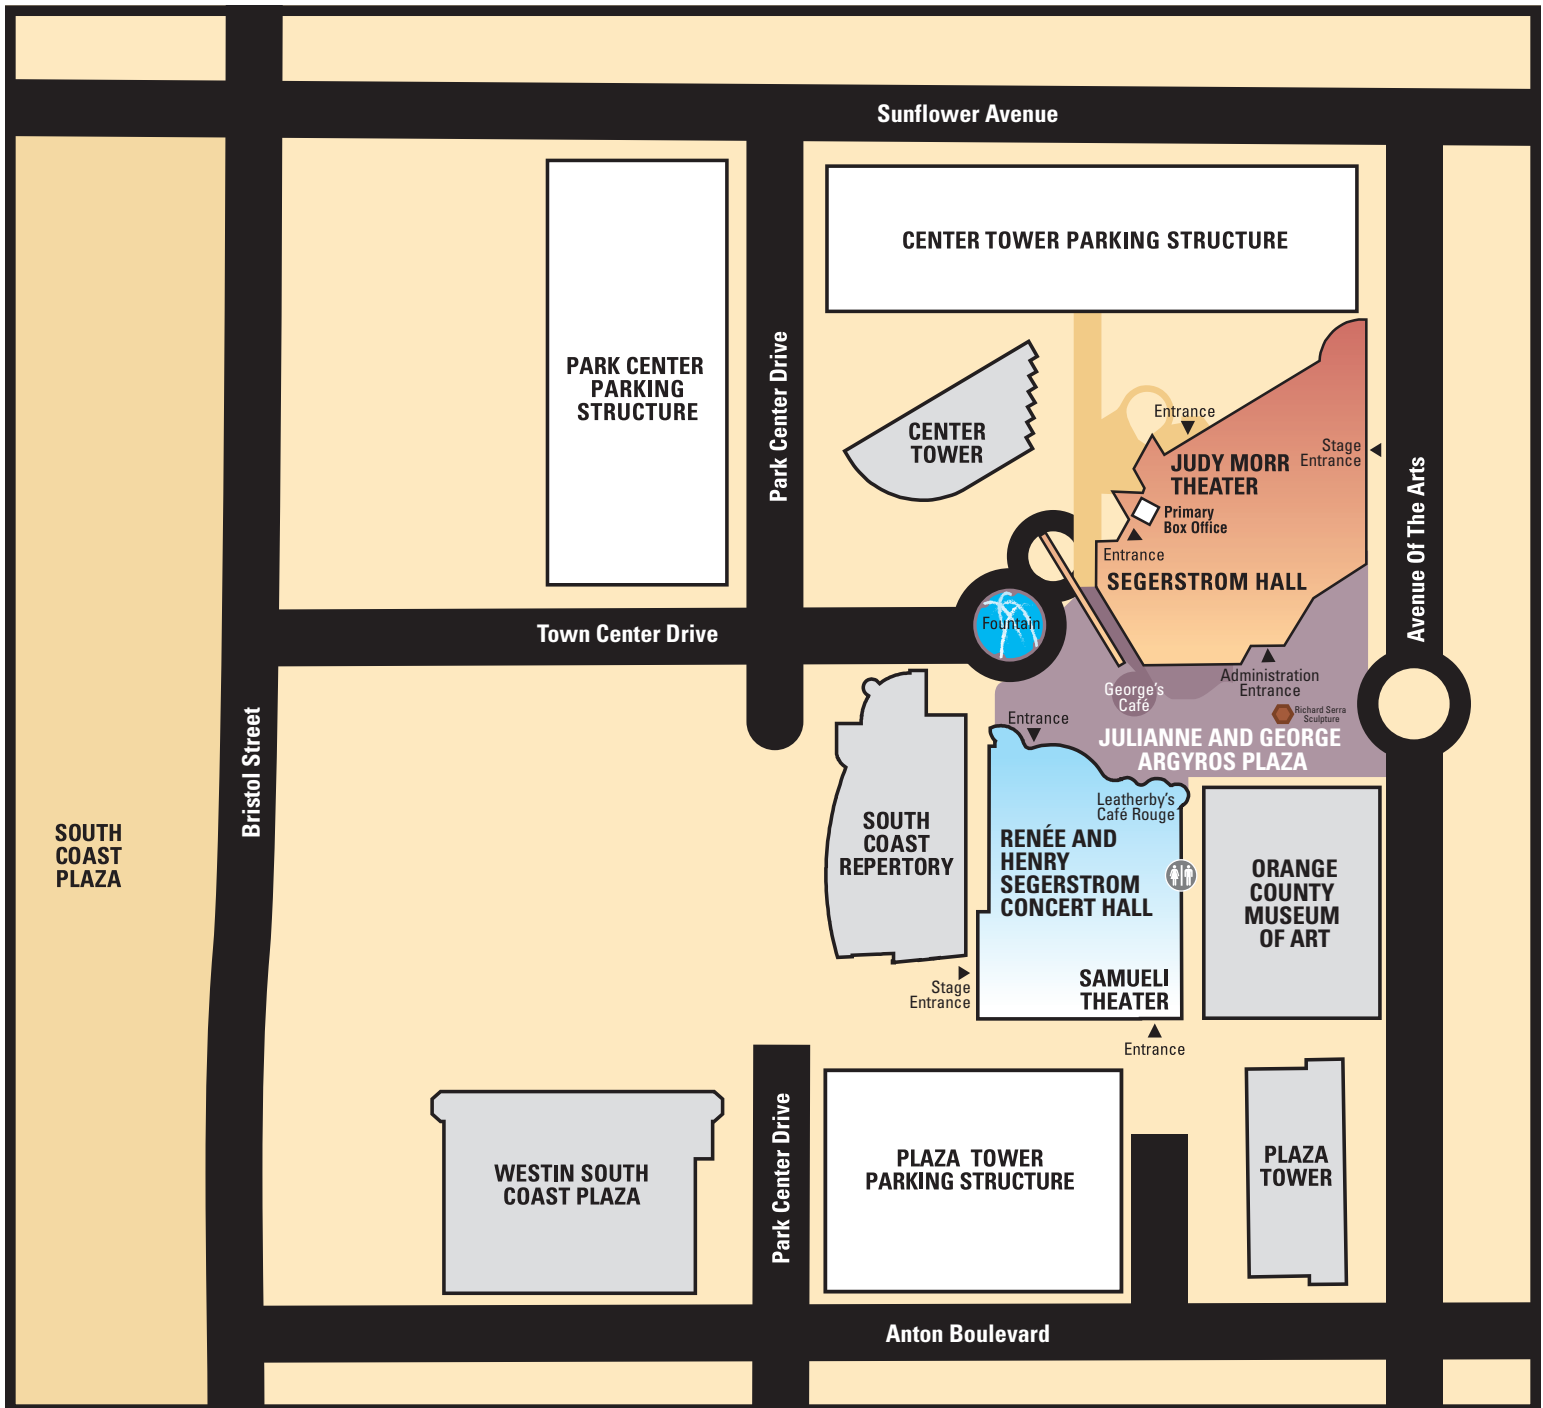 Sunflower Avenue
CENTER TOWER PARKING STRUCTURE
PARK CENTER
PARKING
STRUCTURE
Park Center Drive
CENTER
TOWER
Entrance
JUDY MORR
THEATER
Stage
Entrance
Primary
Box Office
Entrance
SEGERSTROM HALL
Avenue Of The Arts
Town Center Drive
Fountain
George's
Café
Administration
Entrance
Richard Serra
Sculpture
Entrance
JULIANNE AND GEORGE
ARGYROS PLAZA
Bristol Street
SOUTH
COAST
PLAZA
SOUTH
COAST
REPERTORY
Leatherby's
Café Rouge
RENÉE AND
HENRY
SEGERSTROM
CONCERT HALL
ORANGE
COUNTY
MUSEUM
OF ART
SAMUELI
THEATER
Stage
Entrance
Entrance
WESTIN SOUTH
COAST PLAZA
Park Center Drive
PLAZA TOWER
PARKING STRUCTURE
PLAZA
TOWER
Anton Boulevard